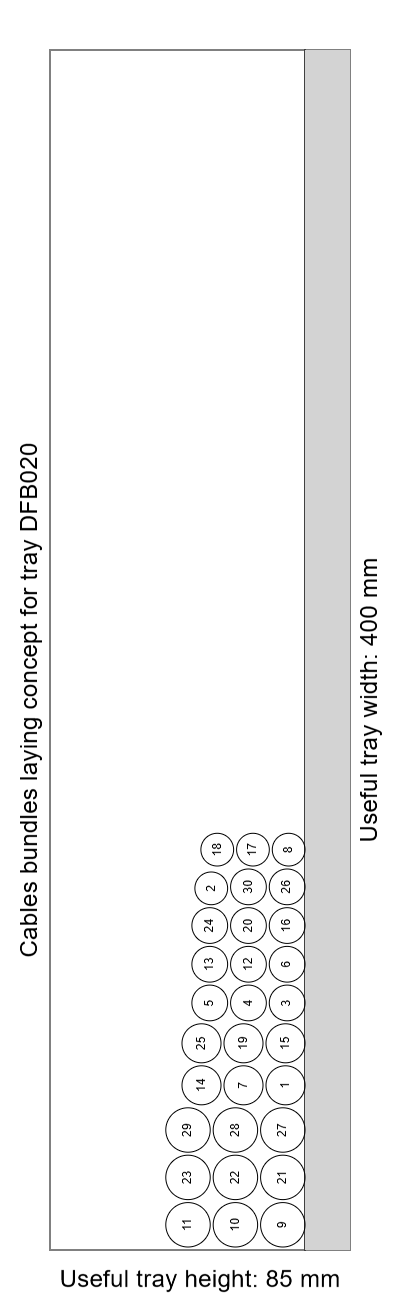 Cables bundles laying concept for tray DFB020
18 17 8
2 30 26
24 20 16
13 12 6
5 4 3
25 19 15
14 7 1
29 28 27
23 22 21
11 10 9
Useful tray width: 400 mm
Useful tray height: 85 mm